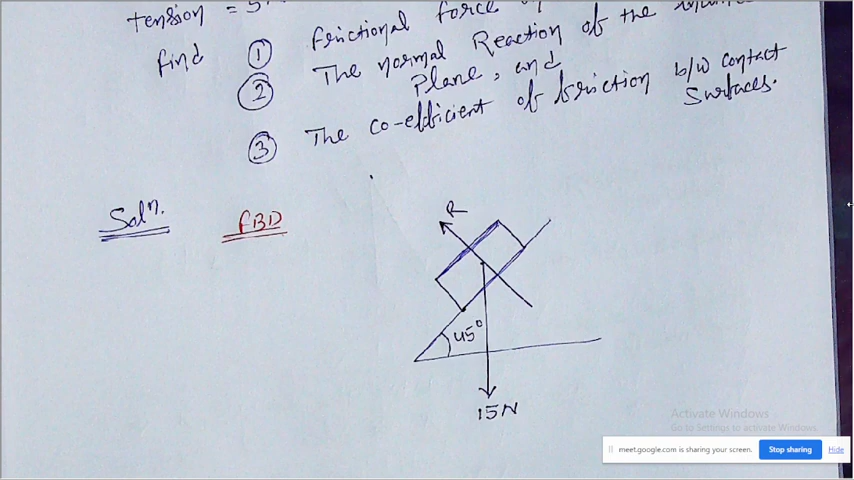 tension =
find ① frictional force
② The normal Reaction of the
Plane, and
③ The co-efficient of friction b/w contact
Surfaces.
Solⁿ. FBD
R
45°
15N
Activate Windows
Go to Settings to activate Windows.
meet.google.com is sharing your screen. Stop sharing Hide